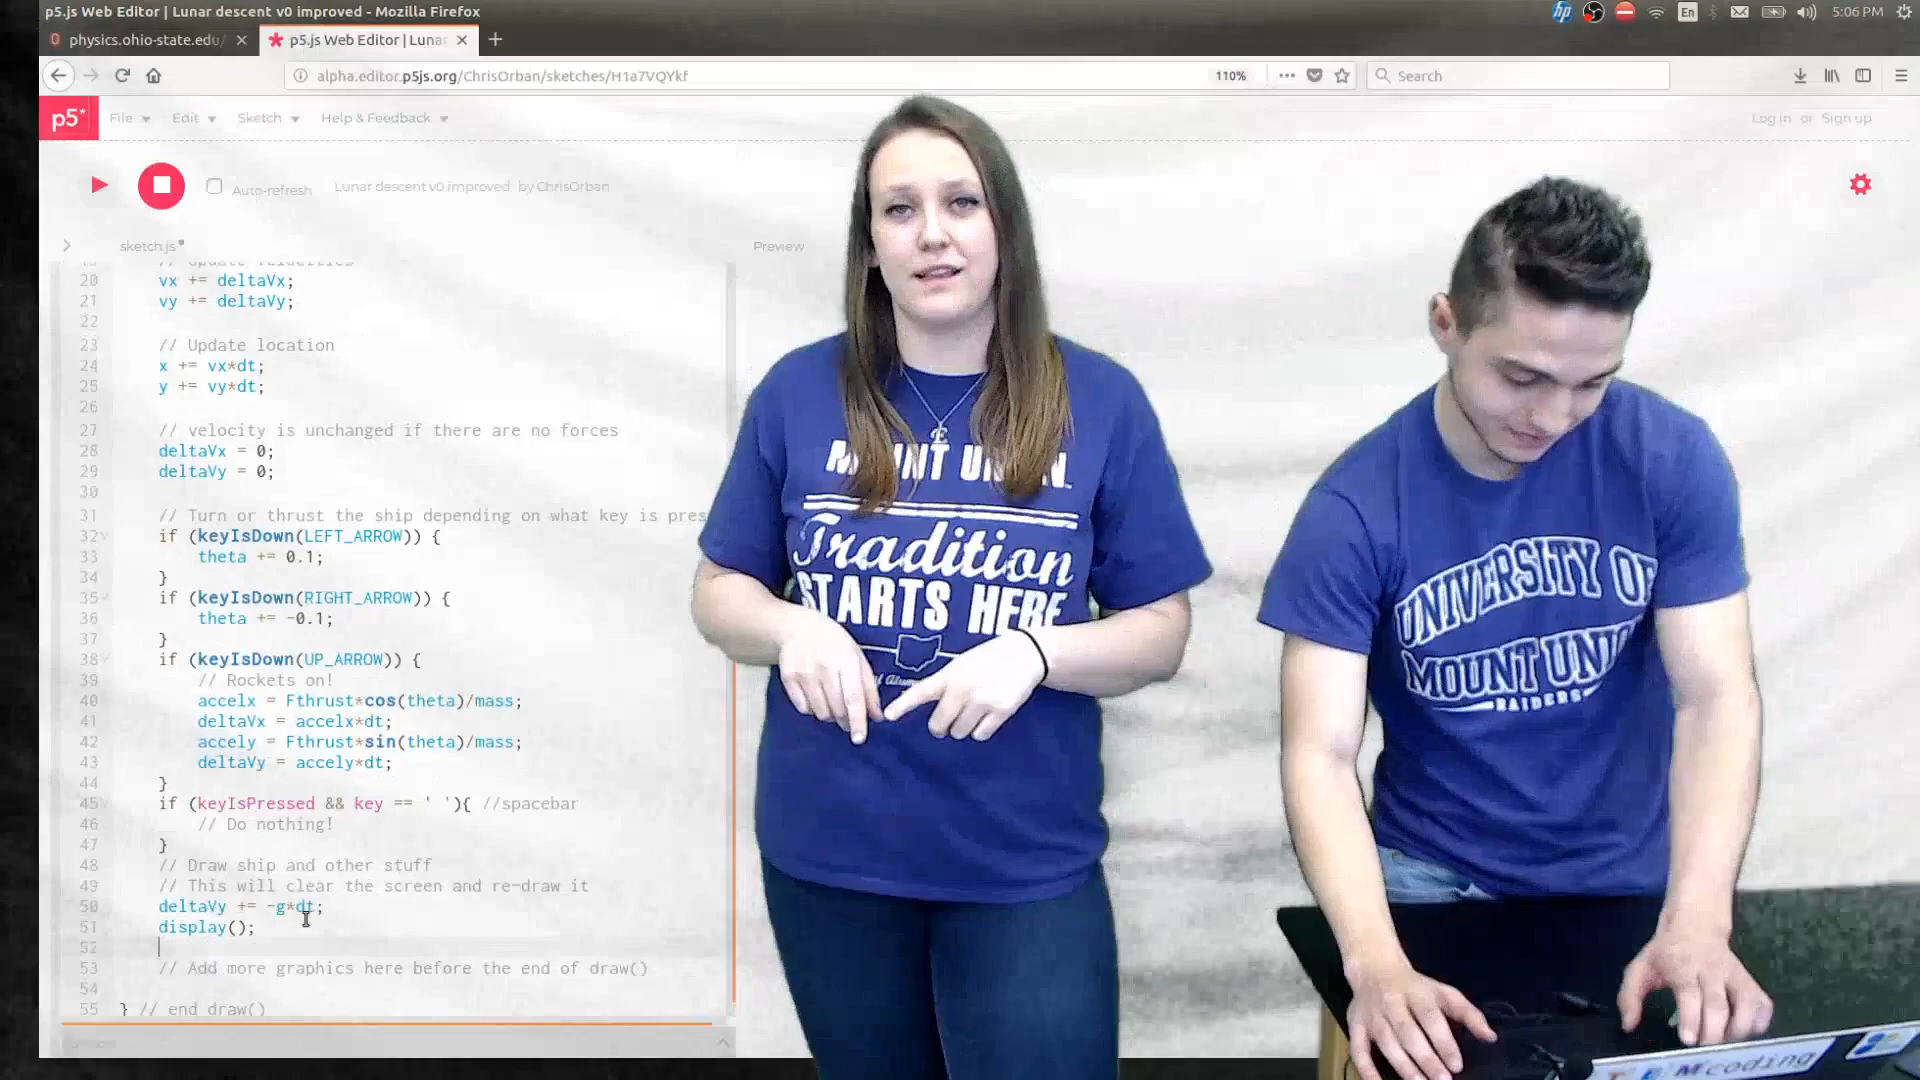 p5.js Web Editor | Lunar descent v0 improved - Mozilla Firefox
hp En 5:06 PM
physics.ohio-state.edu/ × p5.js Web Editor | Lunar × +
alpha.editor.p5js.org/ChrisOrban/sketches/H1a7VQYkf 110% Search
p5* File Edit Sketch Help & Feedback Log in or Sign up
Auto-refresh Lunar descent v0 improved by ChrisOrban
sketch.js Preview
// Update velocities
20 vx += deltaVx;
21 vy += deltaVy;
22
23 // Update location
24 x += vx*dt;
25 y += vy*dt;
26
27 // velocity is unchanged if there are no forces
28 deltaVx = 0;
29 deltaVy = 0;
30
31 // Turn or thrust the ship depending on what key is pres
32 if (keyIsDown(LEFT_ARROW)) {
33 theta += 0.1;
34 }
35 if (keyIsDown(RIGHT_ARROW)) {
36 theta += -0.1;
37 }
38 if (keyIsDown(UP_ARROW)) {
39 // Rockets on!
40 accelx = Fthrust*cos(theta)/mass;
41 deltaVx = accelx*dt;
42 accely = Fthrust*sin(theta)/mass;
43 deltaVy = accely*dt;
44 }
45 if (keyIsPressed && key == ' '){ //spacebar
46 // Do nothing!
47 }
48 // Draw ship and other stuff
49 // This will clear the screen and re-draw it
50 deltaVy += -g*dt;
51 display();
52
53 // Add more graphics here before the end of draw()
54
55 } // end draw()
MOUNT UNION
Tradition
STARTS HERE
UNIVERSITY OF
MOUNT UNI
RAIDERS
coding